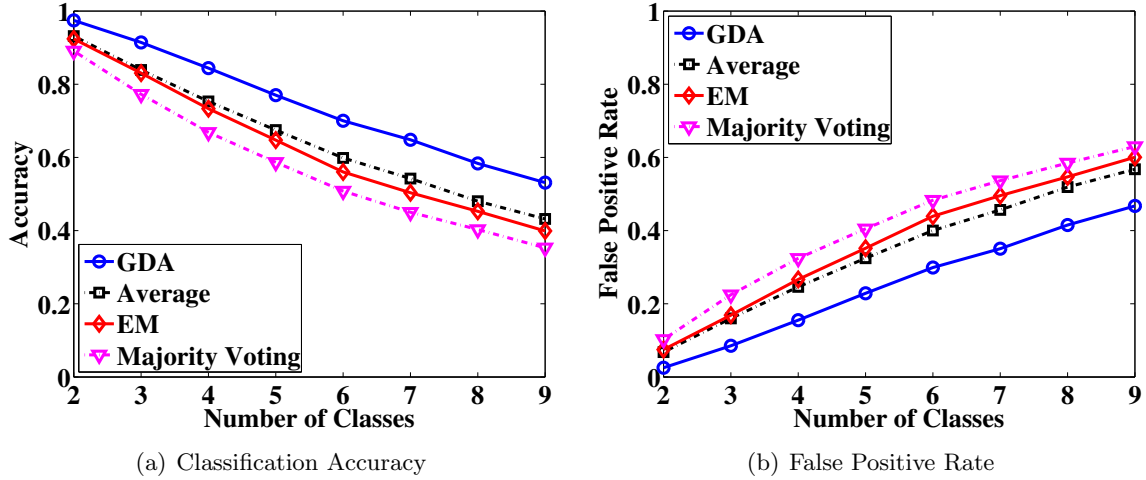 1
0.8
0.6
0.4
0.2
0
Accuracy
GDA
Average
EM
Majority Voting
2 3 4 5 6 7 8 9
Number of Classes
(a) Classification Accuracy
1
0.8
0.6
0.4
0.2
0
False Positive Rate
GDA
Average
EM
Majority Voting
2 3 4 5 6 7 8 9
Number of Classes
(b) False Positive Rate